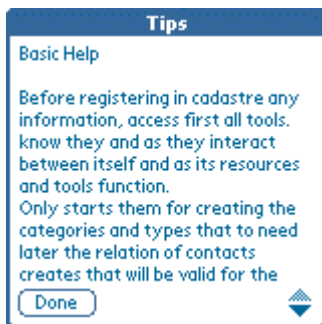 Tips
Basic Help
Before registering in cadastre any
information, access first all tools.
know they and as they interact
between itself and as its resources
and tools function.
Only starts them for creating the
categories and types that to need
later the relation of contacts
creates that will be valid for the
Done